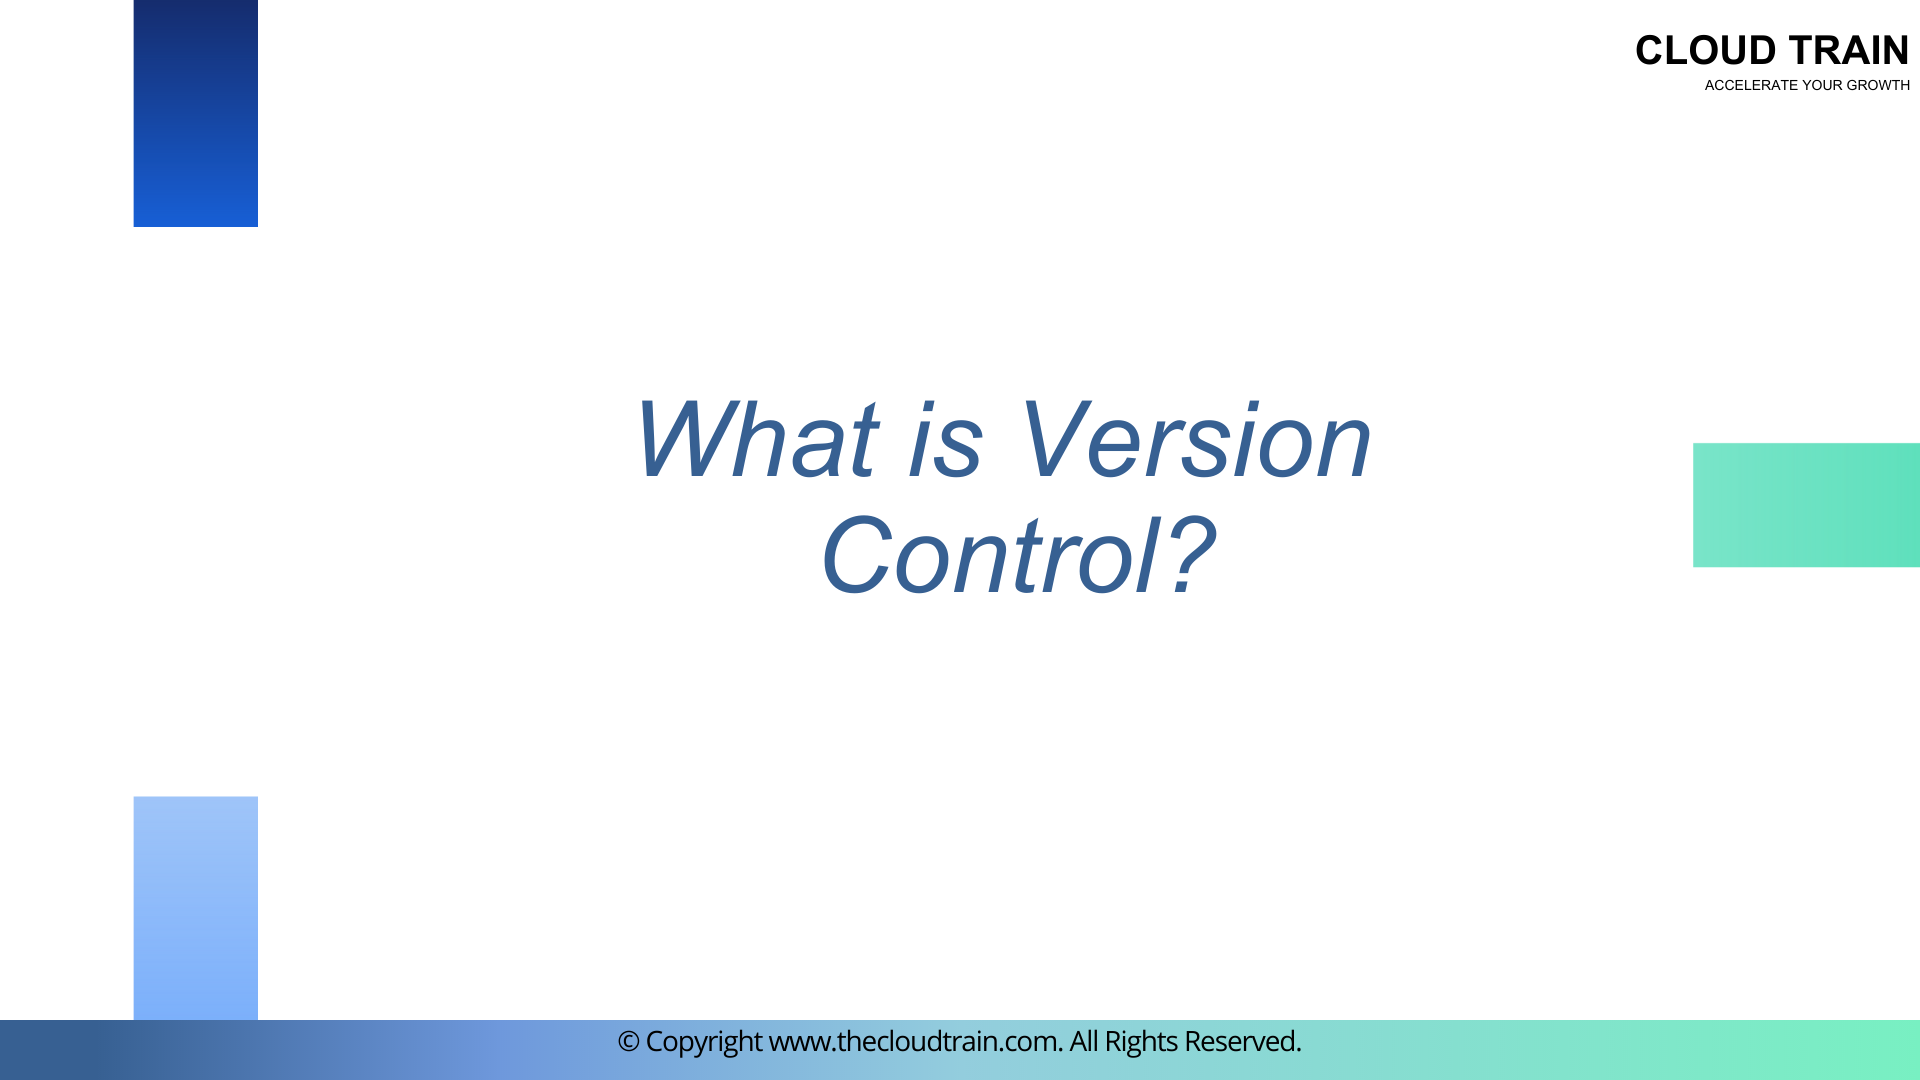 CLOUD TRAIN
ACCELERATE YOUR GROWTH
What is Version
Control?
© Copyright www.thecloudtrain.com. All Rights Reserved.